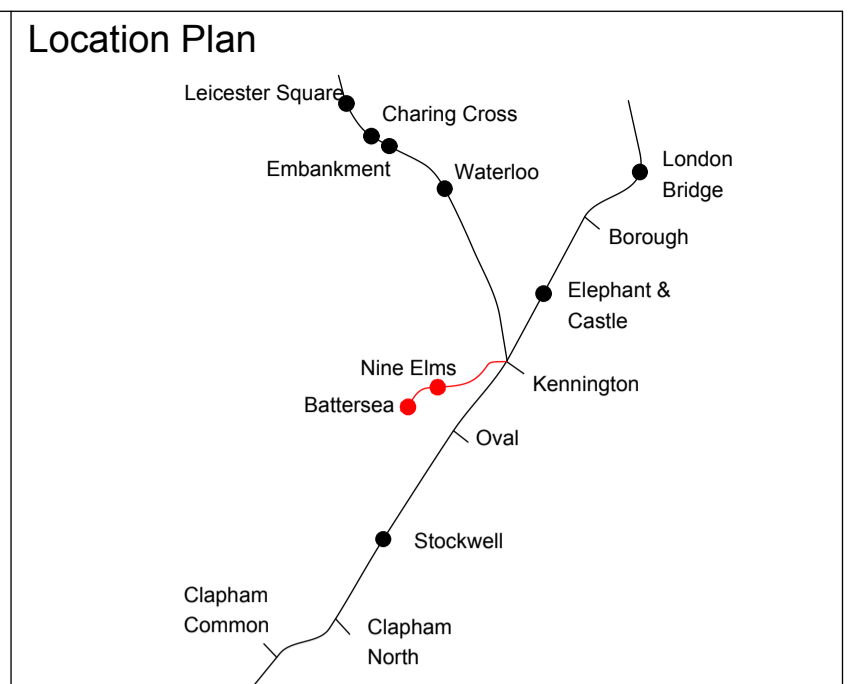 Location Plan
Leicester Square
Charing Cross
Embankment
Waterloo
London
Bridge
Borough
Elephant &
Castle
Nine Elms
Kennington
Battersea
Oval
Stockwell
Clapham
Common
Clapham
North